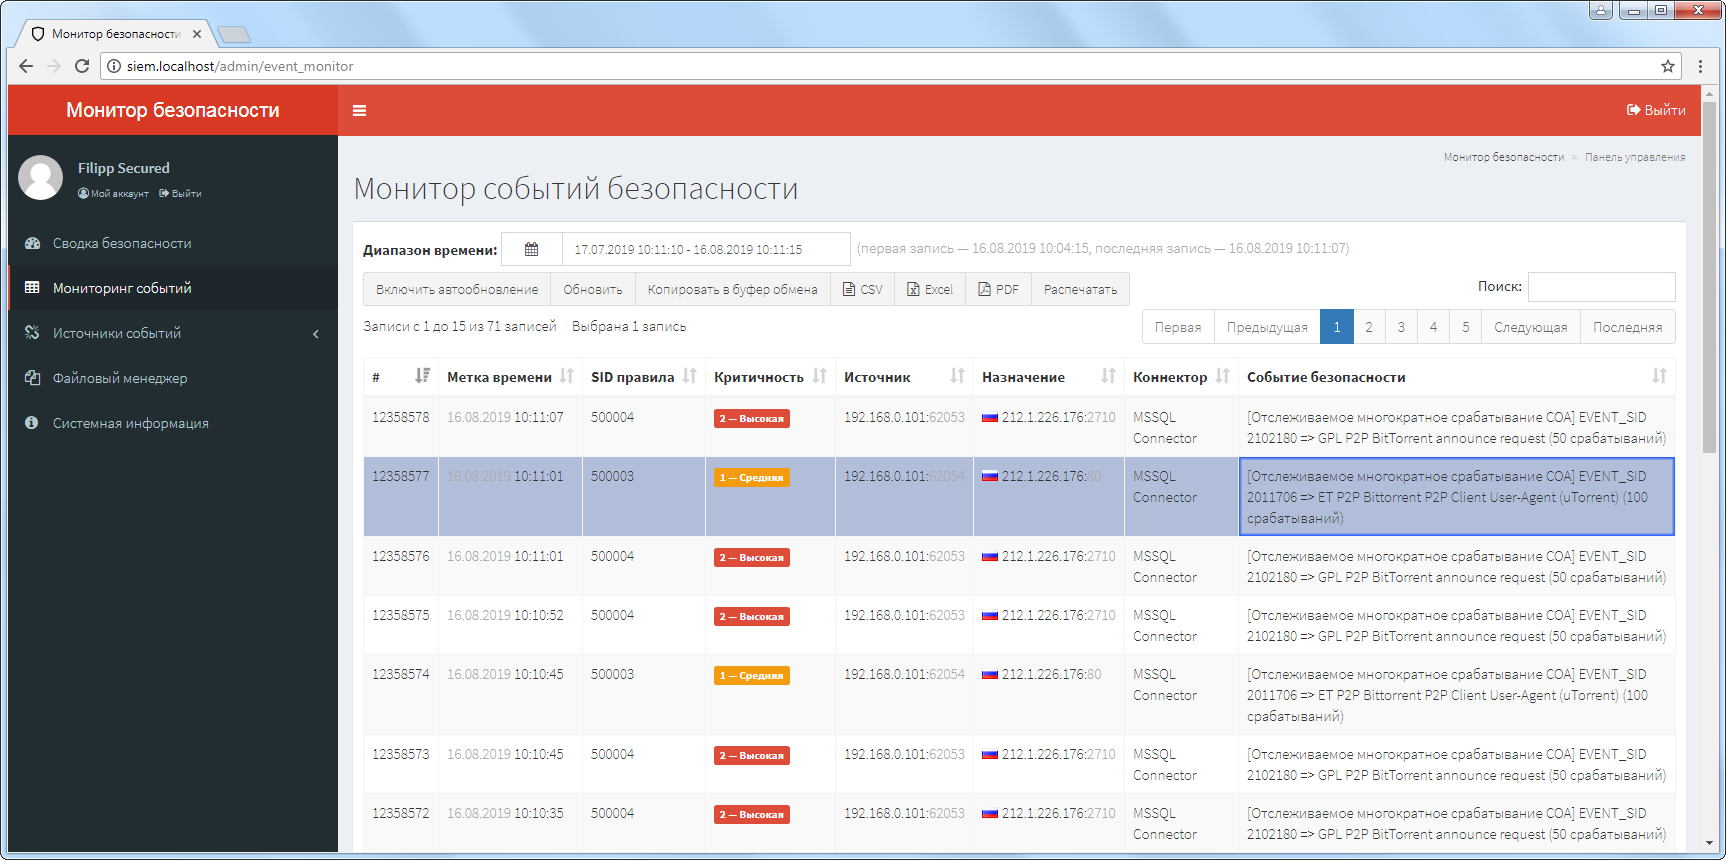 Монитор безопасности
siem.localhost/admin/event_monitor
Монитор безопасности
Выйти
Filipp Secured
Мой аккаунт Выйти
Сводка безопасности
Мониторинг событий
Источники событий
Файловый менеджер
Системная информация
Монитор безопасности > Панель управления
Монитор событий безопасности
Диапазон времени: 17.07.2019 10:11:10 - 16.08.2019 10:11:15 (первая запись — 16.08.2019 10:04:15, последняя запись — 16.08.2019 10:11:07)
Включить автообновление Обновить Копировать в буфер обмена CSV Excel PDF Распечатать
Поиск:
Записи с 1 до 15 из 71 записей Выбрана 1 запись
Первая Предыдущая 1 2 3 4 5 Следующая Последняя
# Метка времени SID правила Критичность Источник Назначение Коннектор Событие безопасности
12358578 16.08.2019 10:11:07 500004 2 — Высокая 192.168.0.101:62053 212.1.226.176:2710 MSSQL [Отслеживаемое многократное срабатывание СОА] EVENT_SID
Connector 2102180 => GPL P2P BitTorrent announce request (50 срабатываний)
12358577 16.08.2019 10:11:01 500003 1 — Средняя 192.168.0.101:62054 212.1.226.176:80 MSSQL [Отслеживаемое многократное срабатывание СОА] EVENT_SID
Connector 2011706 => ET P2P Bittorrent P2P Client User-Agent (uTorrent) (100
срабатываний)
12358576 16.08.2019 10:11:01 500004 2 — Высокая 192.168.0.101:62053 212.1.226.176:2710 MSSQL [Отслеживаемое многократное срабатывание СОА] EVENT_SID
Connector 2102180 => GPL P2P BitTorrent announce request (50 срабатываний)
12358575 16.08.2019 10:10:52 500004 2 — Высокая 192.168.0.101:62053 212.1.226.176:2710 MSSQL [Отслеживаемое многократное срабатывание СОА] EVENT_SID
Connector 2102180 => GPL P2P BitTorrent announce request (50 срабатываний)
12358574 16.08.2019 10:10:45 500003 1 — Средняя 192.168.0.101:62054 212.1.226.176:80 MSSQL [Отслеживаемое многократное срабатывание СОА] EVENT_SID
Connector 2011706 => ET P2P Bittorrent P2P Client User-Agent (uTorrent) (100
срабатываний)
12358573 16.08.2019 10:10:45 500004 2 — Высокая 192.168.0.101:62053 212.1.226.176:2710 MSSQL [Отслеживаемое многократное срабатывание СОА] EVENT_SID
Connector 2102180 => GPL P2P BitTorrent announce request (50 срабатываний)
12358572 16.08.2019 10:10:35 500004 2 — Высокая 192.168.0.101:62053 212.1.226.176:2710 MSSQL [Отслеживаемое многократное срабатывание СОА] EVENT_SID
Connector 2102180 => GPL P2P BitTorrent announce request (50 срабатываний)